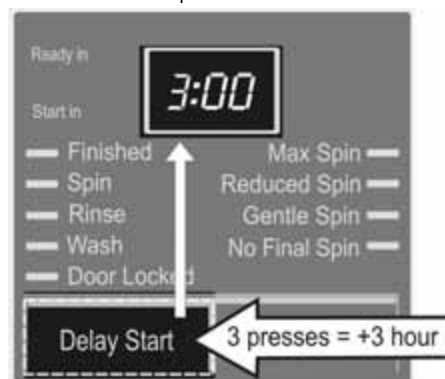 Ready in
3:00
Start in
Finished
Max Spin
Spin
Reduced Spin
Rinse
Gentle Spin
Wash
No Final Spin
Door Locked
Delay Start
3 presses = +3 hour